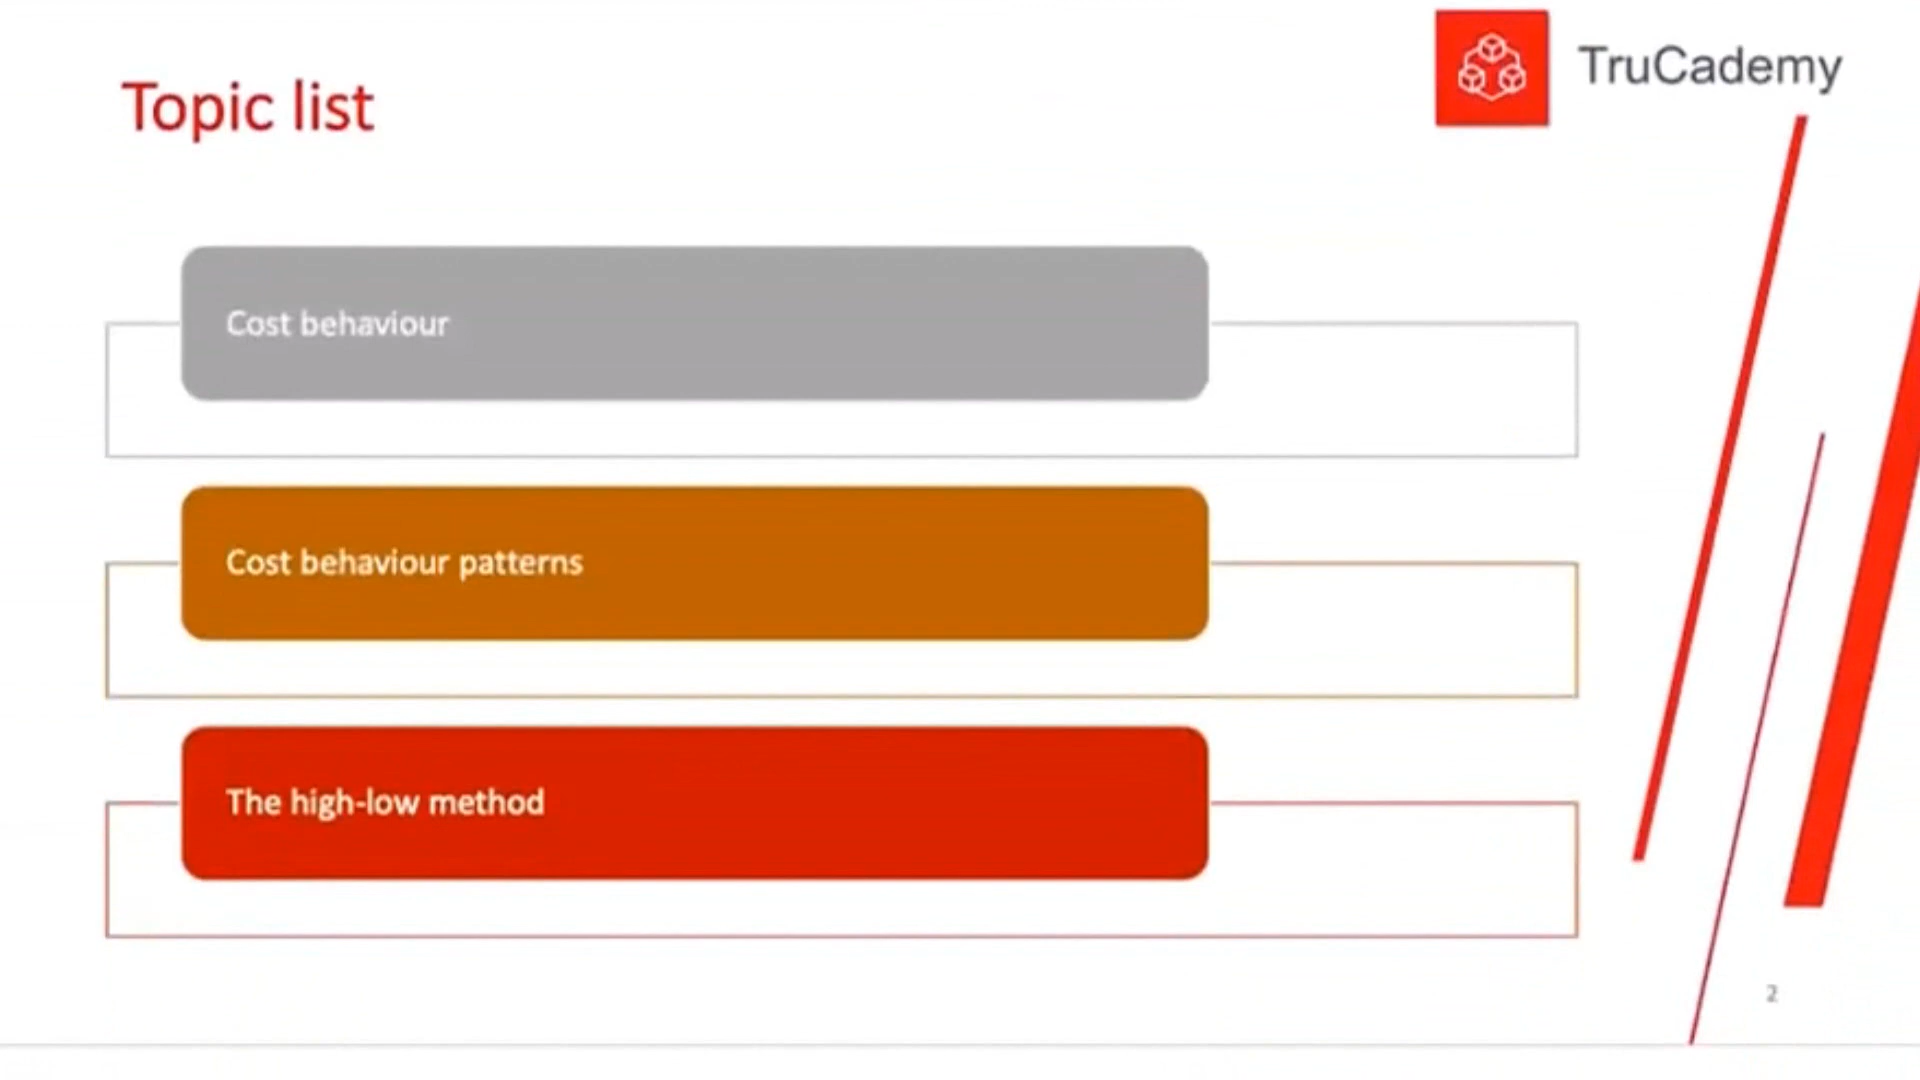 TruCademy
Topic list
Cost behaviour
Cost behaviour patterns
The high-low method
2